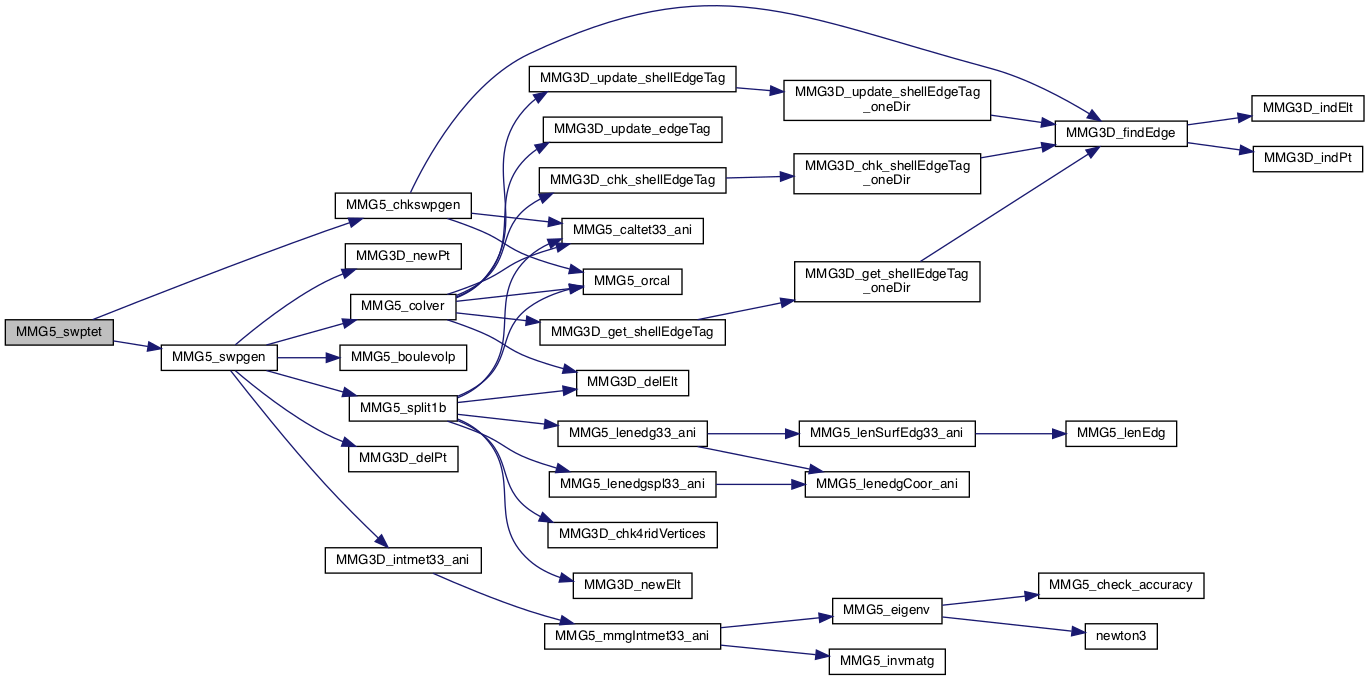 MMG5_swptet
MMG5_chkswpgen
MMG5_swpgen
MMG3D_newPt
MMG5_colver
MMG5_boulevolp
MMG5_split1b
MMG3D_delPt
MMG3D_intmet33_ani
MMG3D_update_shellEdgeTag
MMG3D_update_edgeTag
MMG3D_chk_shellEdgeTag
MMG5_caltet33_ani
MMG5_orcal
MMG3D_get_shellEdgeTag
MMG3D_delElt
MMG5_lenedg33_ani
MMG5_lenedgspl33_ani
MMG3D_chk4ridVertices
MMG3D_newElt
MMG5_mmgIntmet33_ani
MMG3D_update_shellEdgeTag
_oneDir
MMG3D_chk_shellEdgeTag
_oneDir
MMG3D_get_shellEdgeTag
_oneDir
MMG5_lenSurfEdg33_ani
MMG5_lenedgCoor_ani
MMG5_eigenv
MMG5_invmatg
MMG3D_findEdge
MMG5_lenEdg
MMG5_check_accuracy
newton3
MMG3D_indElt
MMG3D_indPt